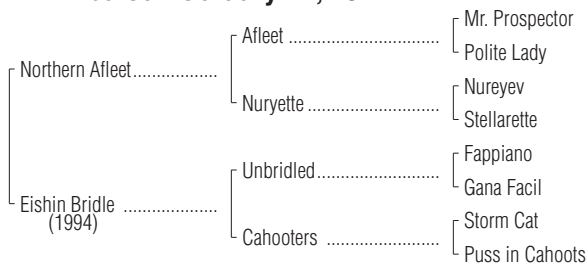 Mr. Prospector
Afleet
Polite Lady
Northern Afleet
Nureyev
Nuryette
Stellarette
Fappiano
Unbridled
Gana Facil
Eishin Bridle
(1994)
Storm Cat
Cahooters
Puss in Cahoots